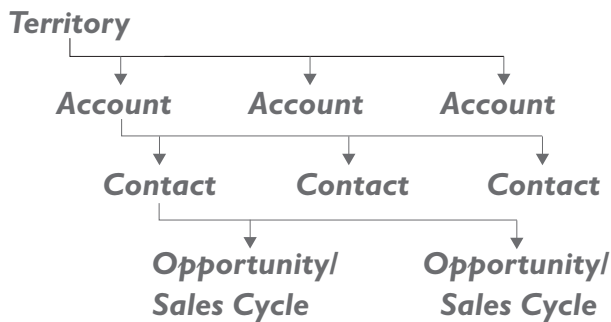 Territory
Account Account Account
Contact Contact Contact
Opportunity/ Opportunity/
Sales Cycle Sales Cycle